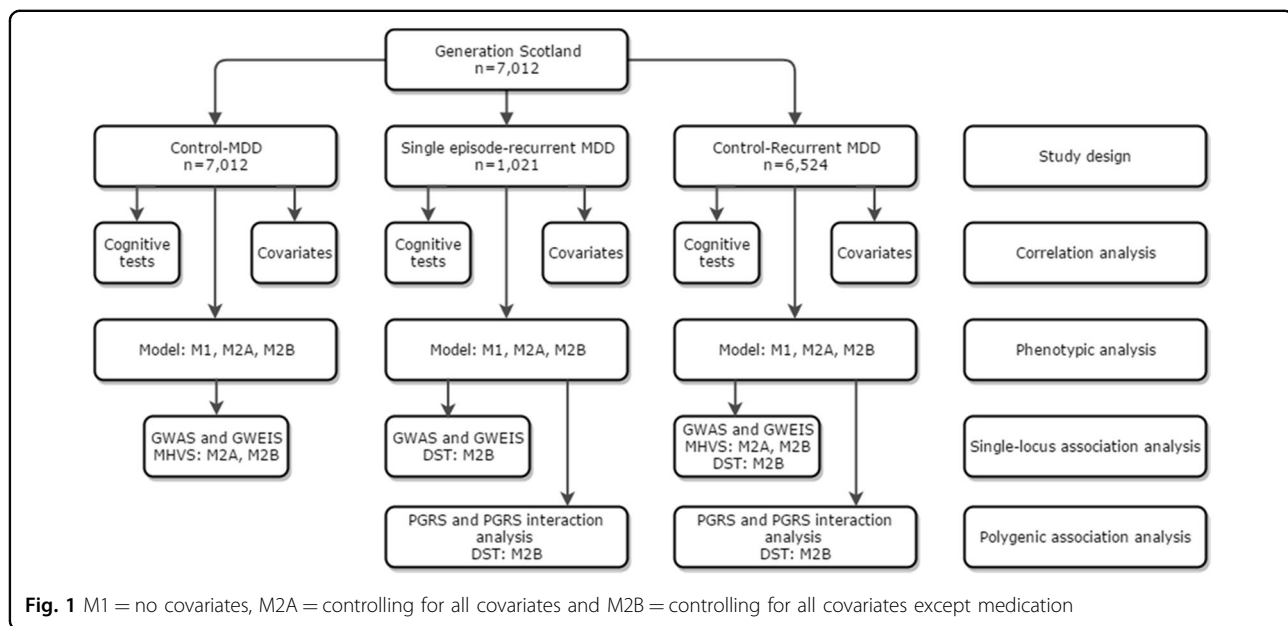 Generation Scotland
n=7,012
Control-MDD
n=7,012
Single episode-recurrent MDD
n=1,021
Control-Recurrent MDD
n=6,524
Study design
Cognitive
tests
Covariates
Cognitive
tests
Covariates
Cognitive
tests
Covariates
Correlation analysis
Model: M1, M2A, M2B
Model: M1, M2A, M2B
Model: M1, M2A, M2B
Phenotypic analysis
GWAS and GWEIS
MHVS: M2A, M2B
GWAS and GWEIS
DST: M2B
GWAS and GWEIS
MHVS: M2A, M2B
DST: M2B
Single-locus association analysis
PGRS and PGRS interaction
analysis
DST: M2B
PGRS and PGRS interaction
analysis
DST: M2B
Polygenic association analysis
Fig. 1 M1 = no covariates, M2A = controlling for all covariates and M2B = controlling for all covariates except medication